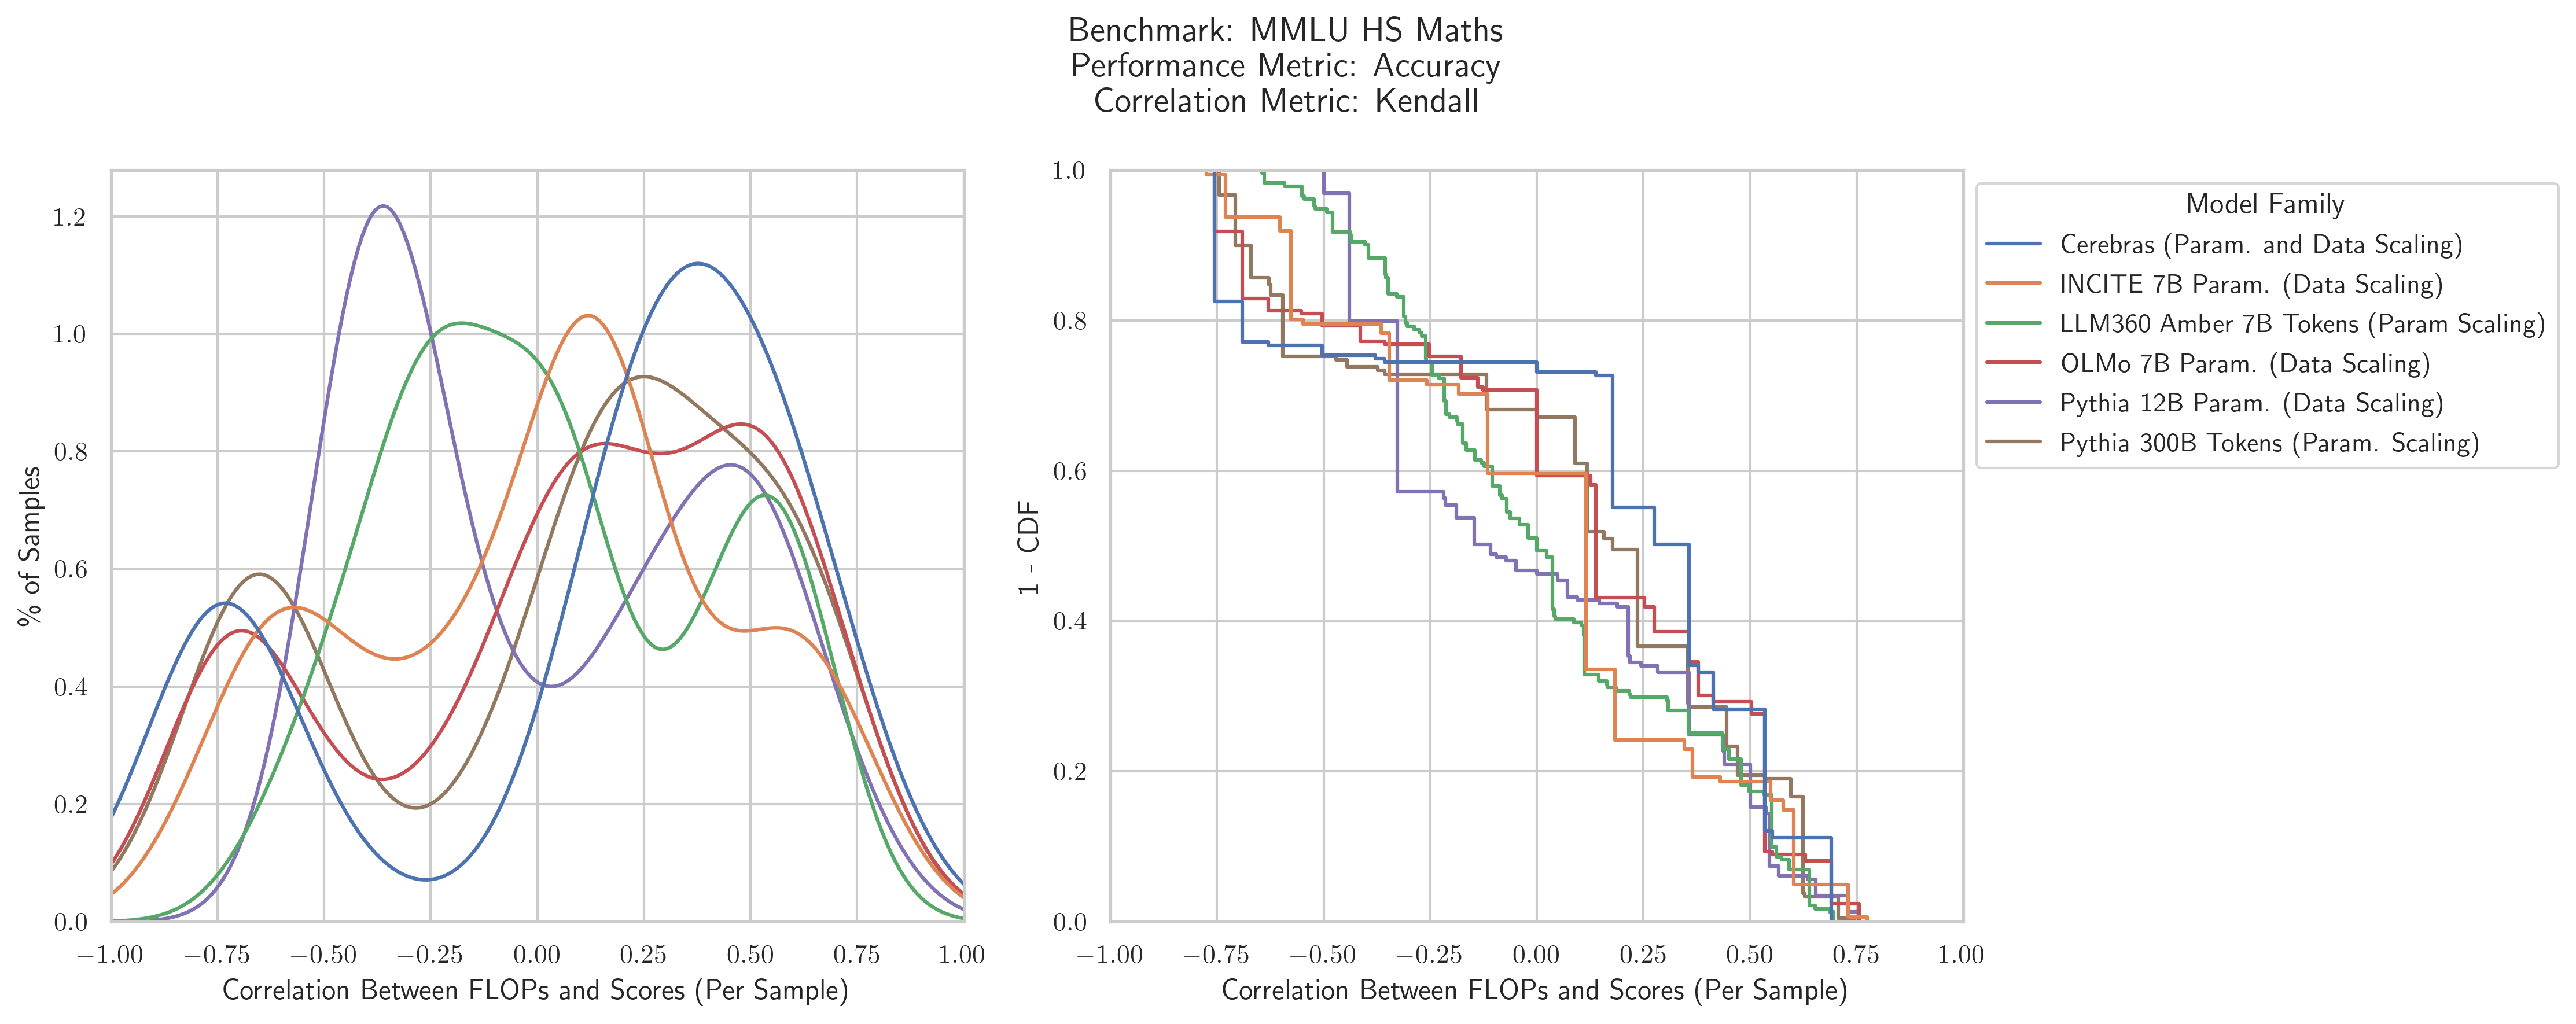 Benchmark: MMLU HS Maths
Performance Metric: Accuracy
Correlation Metric: Kendall
% of Samples
1.2
1.0
0.8
0.6
0.4
0.2
0.0
−1.00 −0.75 −0.50 −0.25 0.00 0.25 0.50 0.75 1.00
Correlation Between FLOPs and Scores (Per Sample)
1 - CDF
1.0
0.8
0.6
0.4
0.2
0.0
−1.00 −0.75 −0.50 −0.25 0.00 0.25 0.50 0.75 1.00
Correlation Between FLOPs and Scores (Per Sample)
Model Family
Cerebras (Param. and Data Scaling)
INCITE 7B Param. (Data Scaling)
LLM360 Amber 7B Tokens (Param Scaling)
OLMo 7B Param. (Data Scaling)
Pythia 12B Param. (Data Scaling)
Pythia 300B Tokens (Param. Scaling)